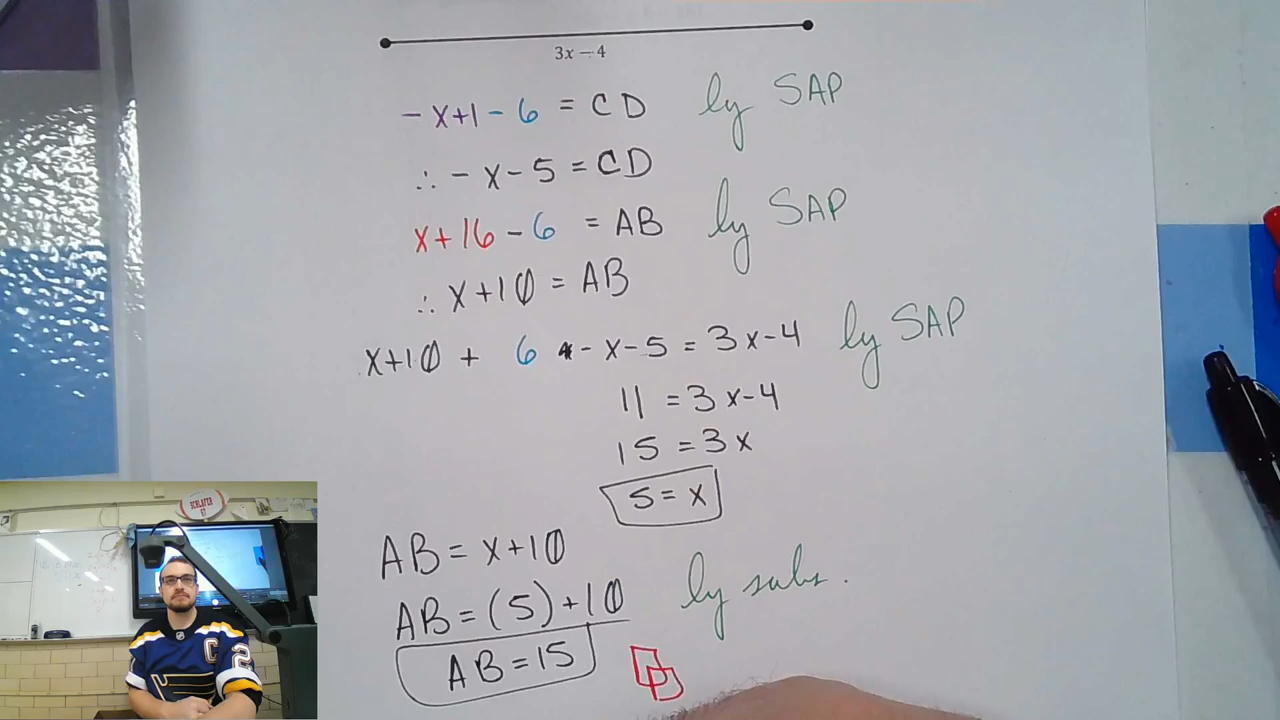 3x – 4
- x+1 - 6 = CD by SAP
∴ - x - 5 = CD
x+16 - 6 = AB by SAP
∴ x+10 = AB
x+10 + 6 - x - 5 = 3x-4 by SAP
11 = 3x-4
15 = 3x
5 = x
AB = x+10
AB = (5)+10 by subs.
AB = 15
C
2